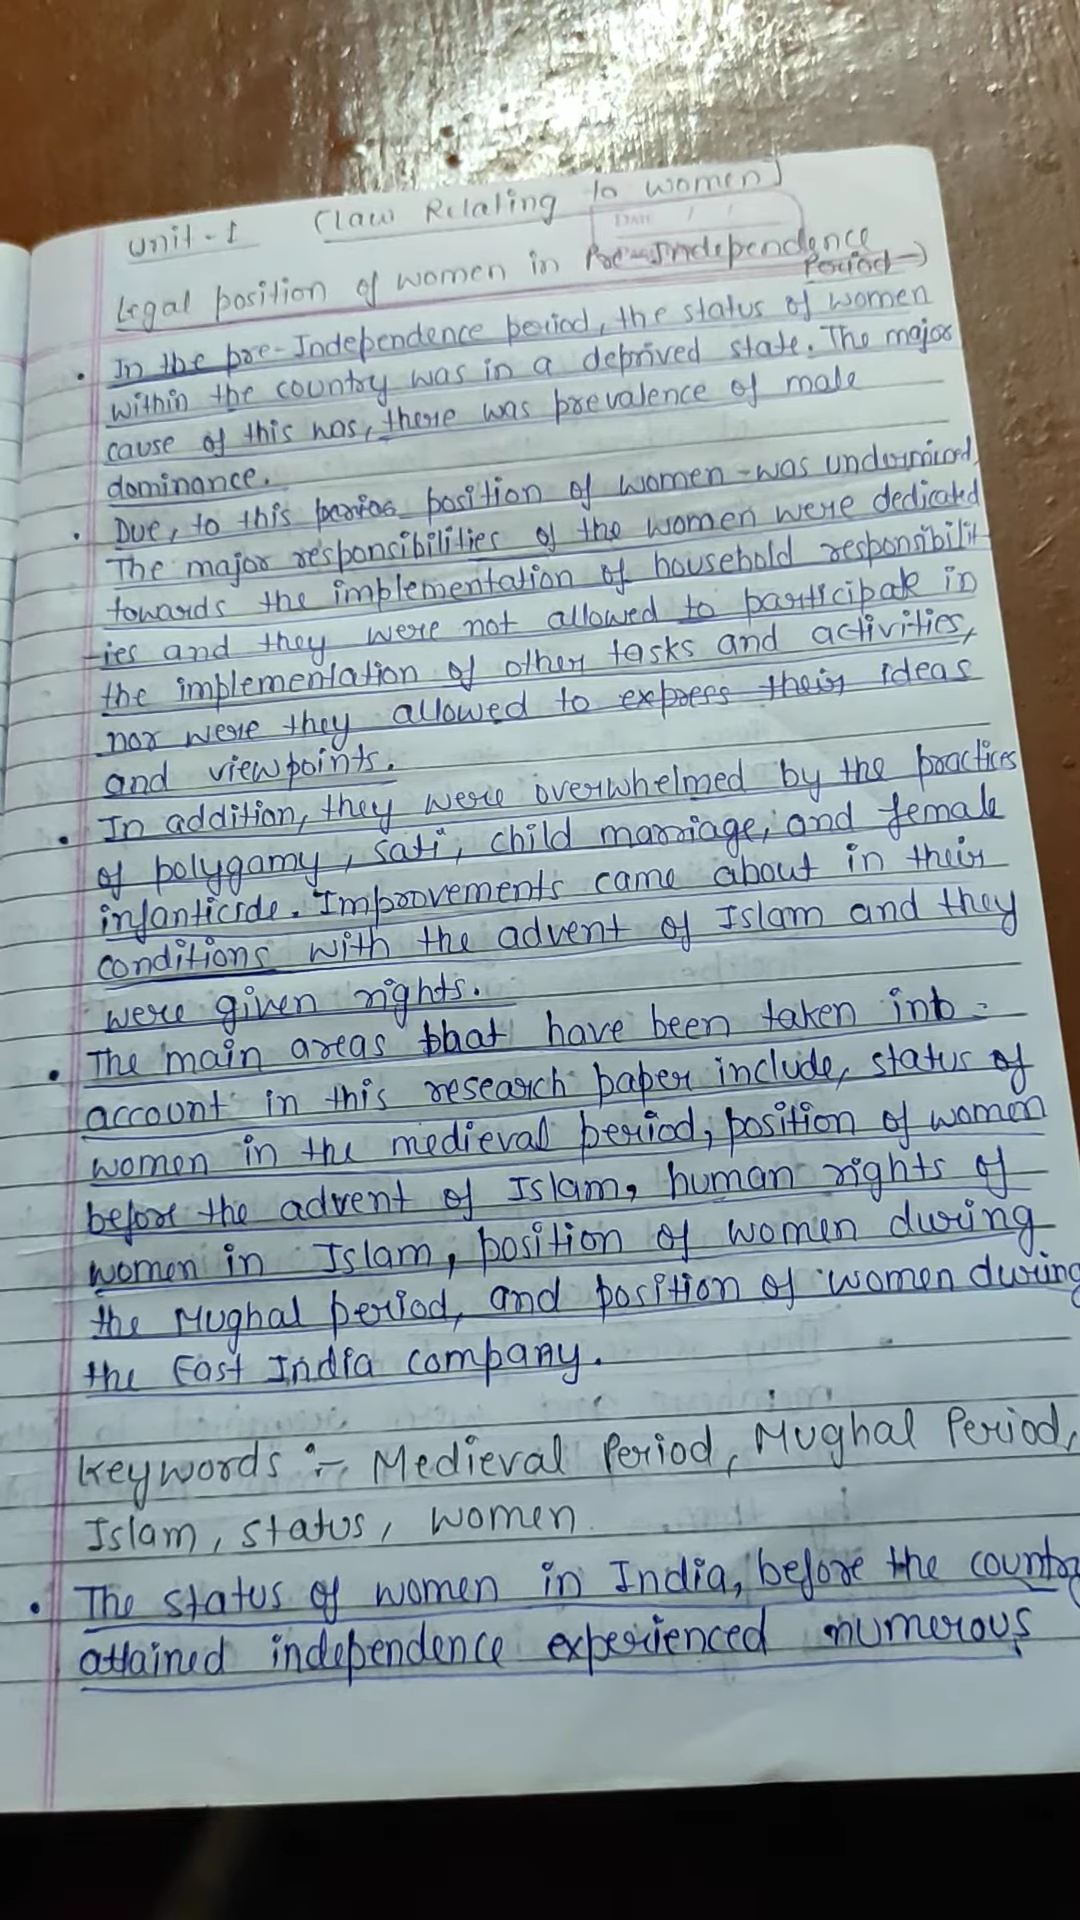 Unit-1 (Law Relating to women)
DATE / /
Legal position of women in Pre-Independence
Period→)
• In the pre-Independence period, the status of women
within the country was in a deprived state. The major
cause of this was, there was prevalence of male
dominance.
• Due, to this position of women was undermined.
The major responsibilities of the women were dedicated
towards the implementation of household responsibilit
-ies and they were not allowed to participate in
the implementation of other tasks and activities,
nor were they allowed to express their ideas
and viewpoints.
• In addition, they were overwhelmed by the practices
of polygamy, sati, child marriage, and female
infanticide. Improvements came about in their
conditions with the advent of Islam and they
were given rights.
• The main areas that have been taken into -
account in this research paper include, status of
women in the medieval period, position of women
before the advent of Islam, human rights of
women in Islam, position of women during
the Mughal period, and position of women during
the East India company.
Keywords :- Medieval Period, Mughal Period,
Islam, status, women.
• The status of women in India, before the country
attained independence experienced numerous